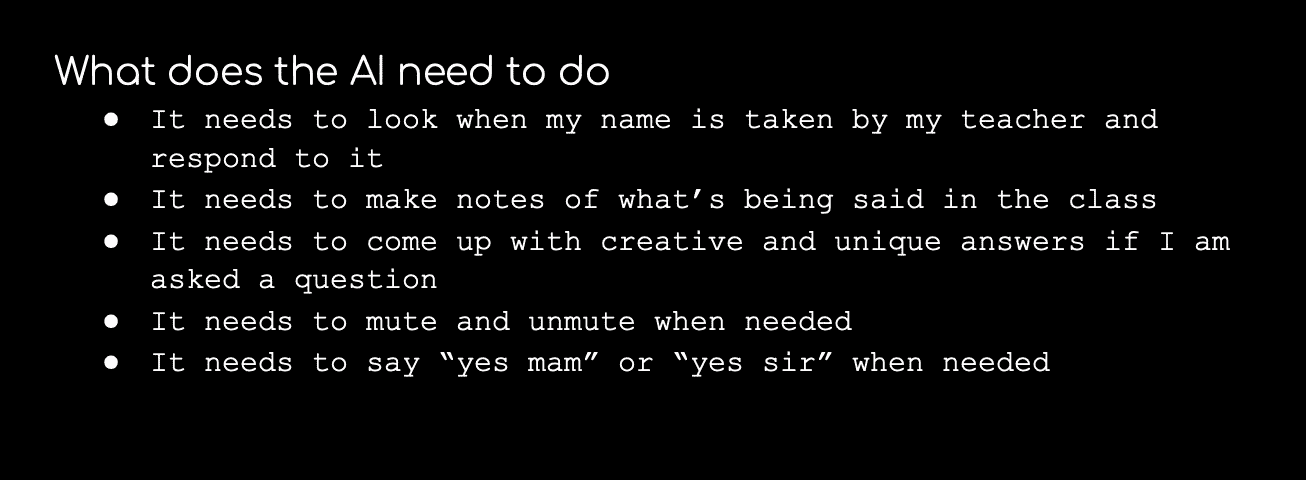 What does the AI need to do
● It needs to look when my name is taken by my teacher and
respond to it
● It needs to make notes of what’s being said in the class
● It needs to come up with creative and unique answers if I am
asked a question
● It needs to mute and unmute when needed
● It needs to say “yes mam” or “yes sir” when needed